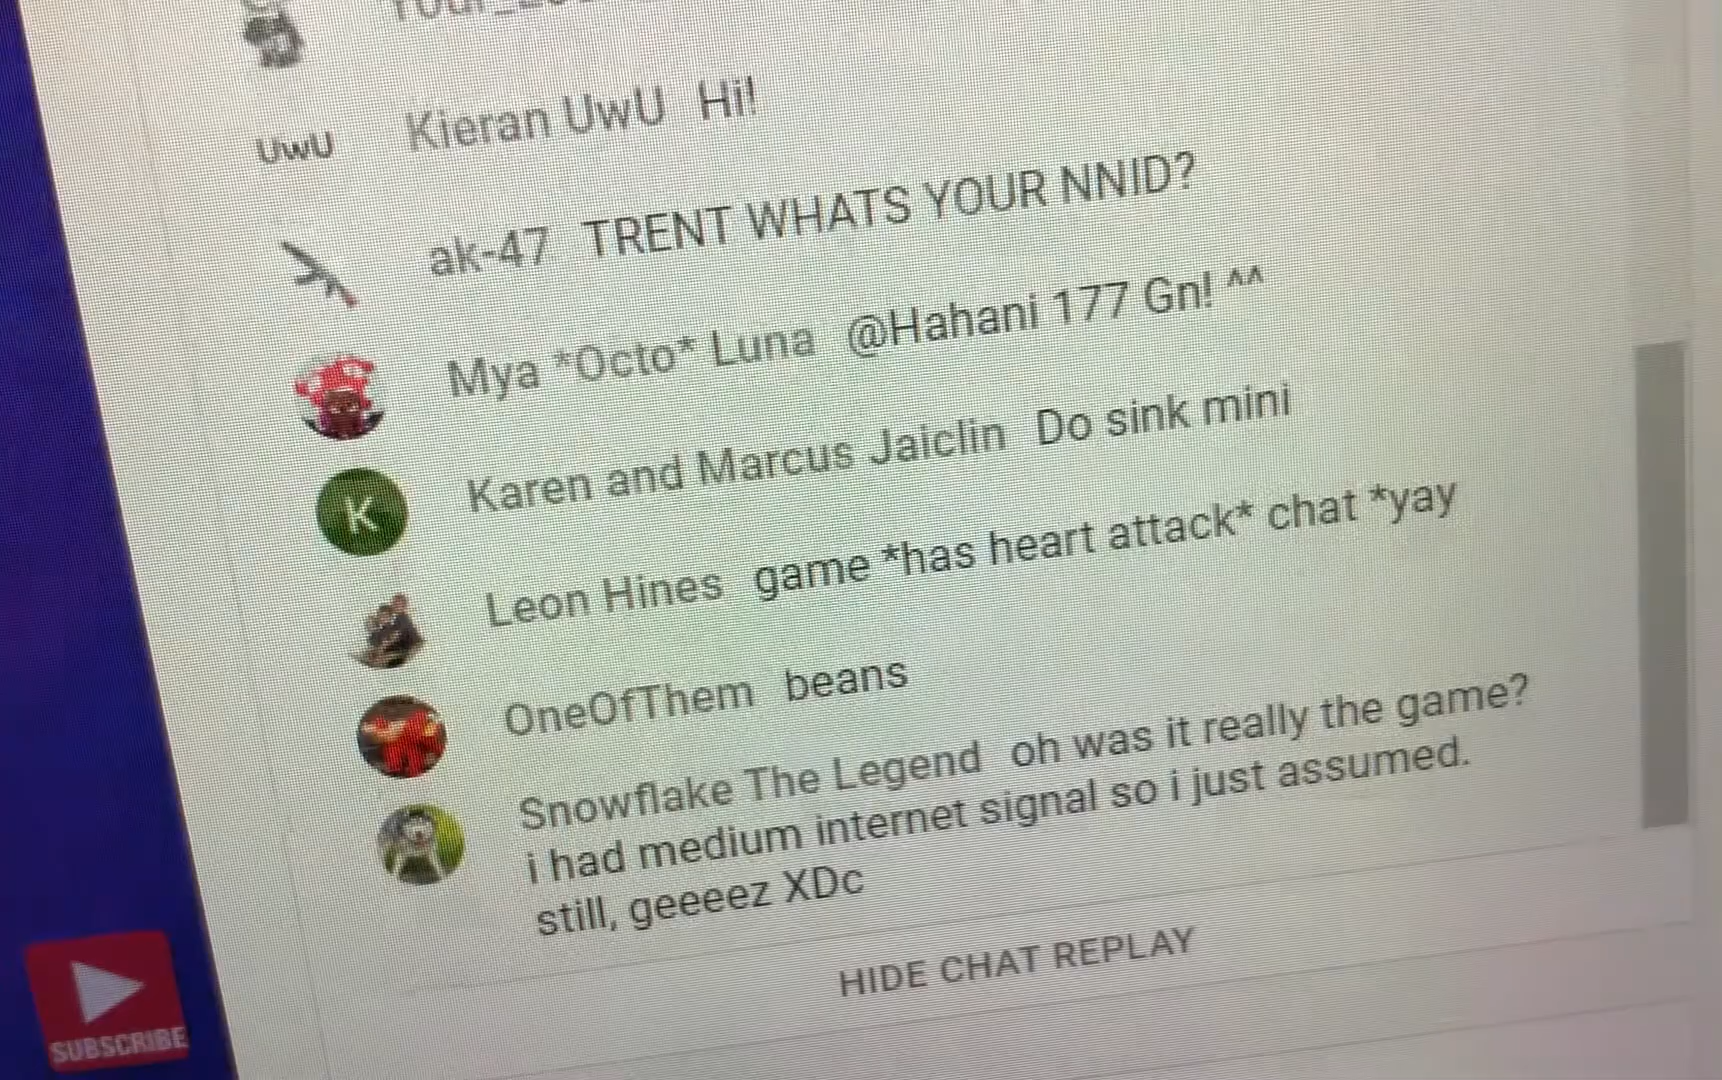 UwU Kieran UwU Hi!
ak-47 TRENT WHATS YOUR NNID?
Mya *Octo* Luna @Hahani 177 Gn! ^^
K Karen and Marcus Jaiclin Do sink mini
Leon Hines game *has heart attack* chat *yay
OneOfThem beans
Snowflake The Legend oh was it really the game?
i had medium internet signal so i just assumed.
still, geeeez XDc
HIDE CHAT REPLAY
SUBSCRIBE